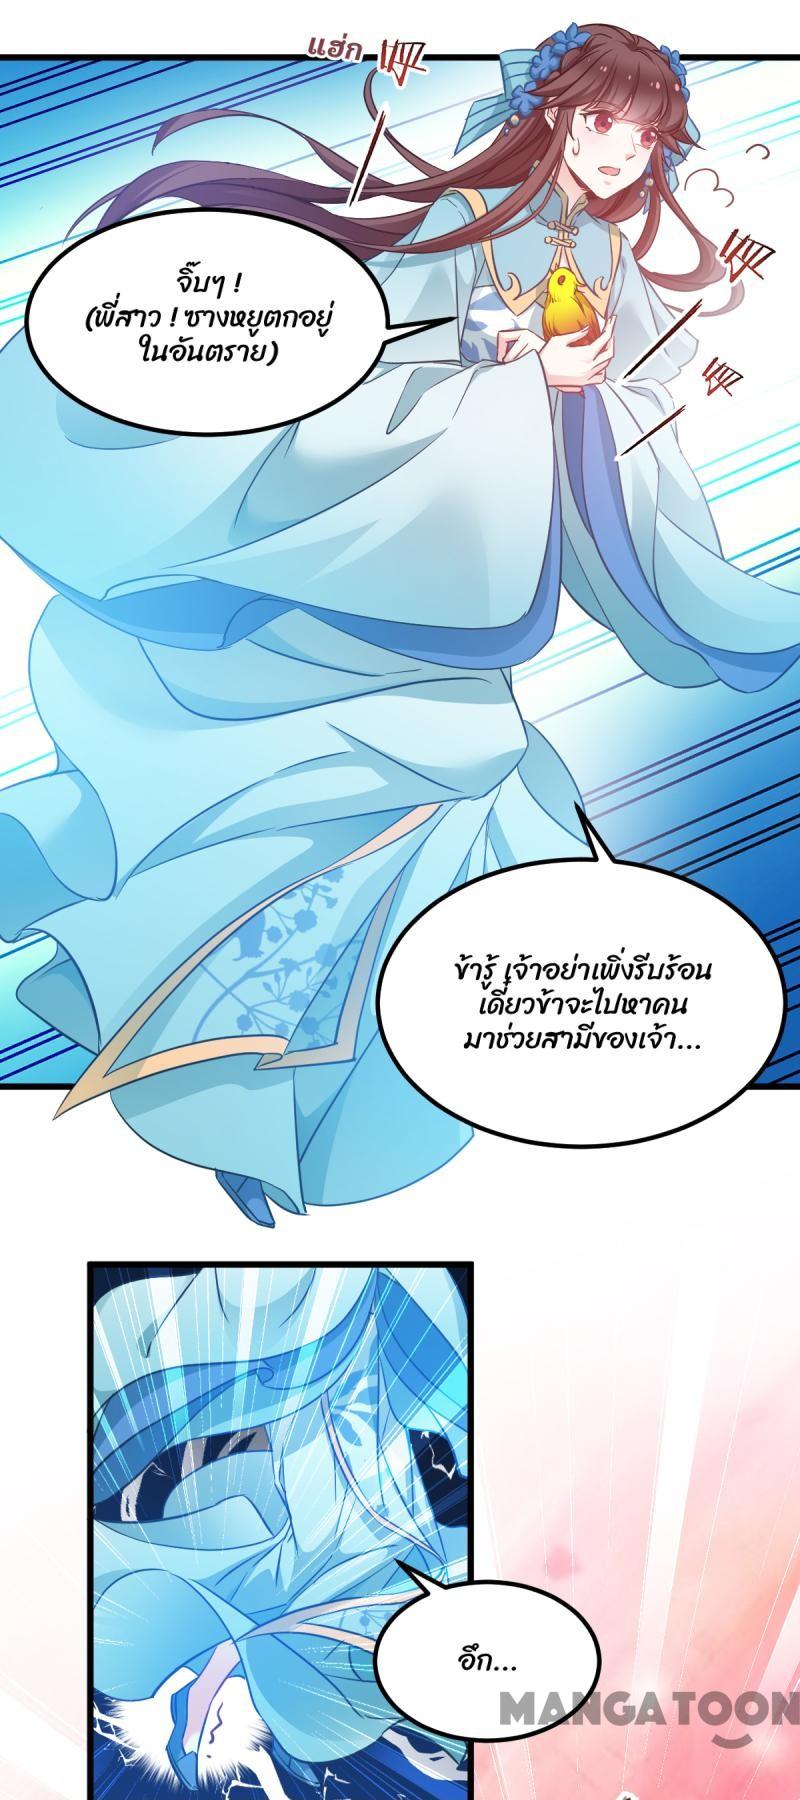 แฮ่ก 呼
呼
呼
จิ๊บๆ !
(พี่สาว ! ซางหยูตกอยู่
ในอันตราย)
ข้ารู้ เจ้าอย่าเพิ่งรีบร้อน
เดี๋ยวข้าจะไปหาคน
มาช่วยสามีของเจ้า...
อึก...
MANGATOON